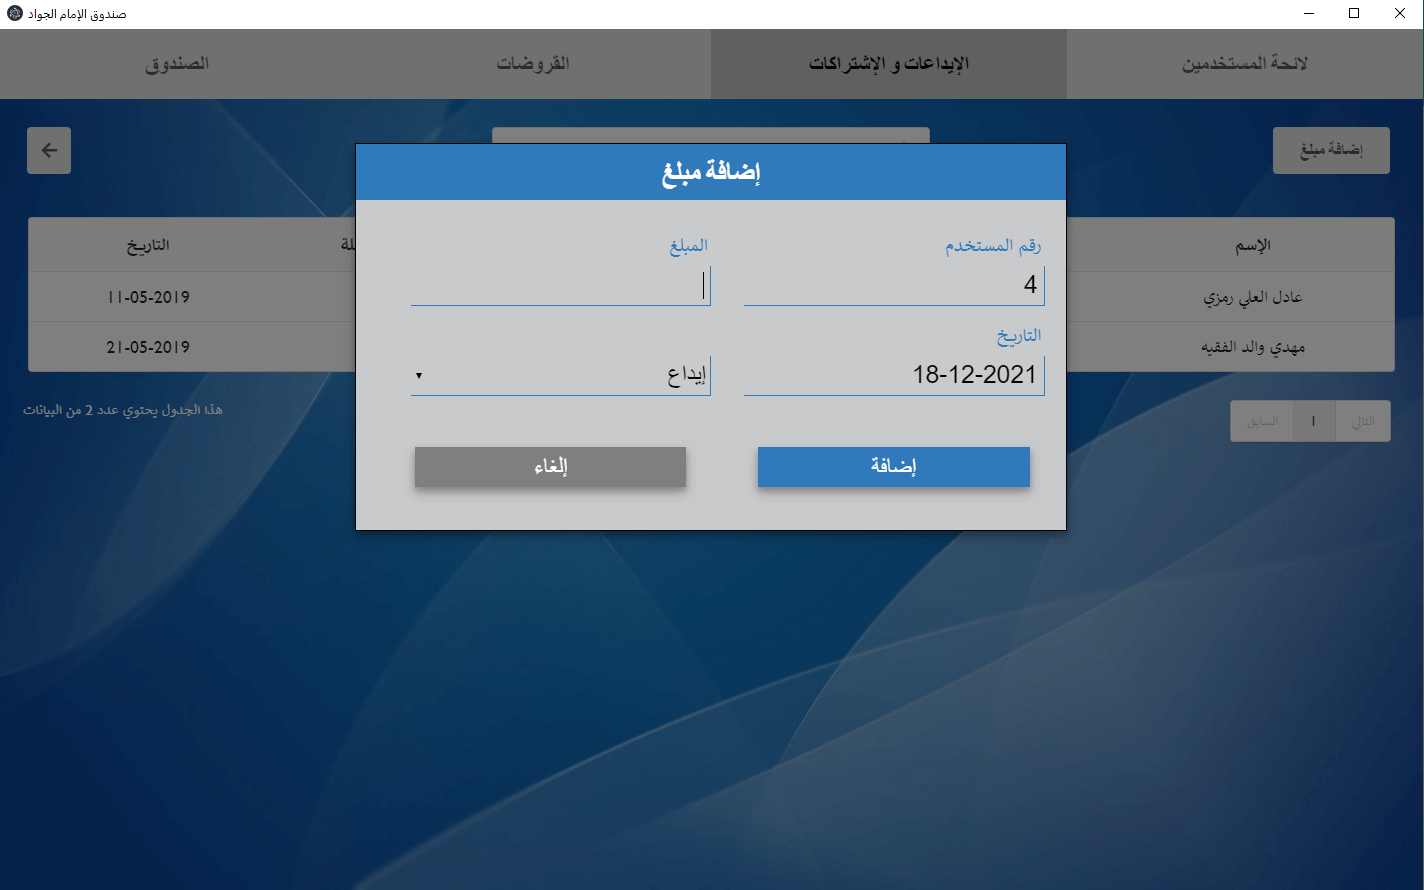 صندوق الإمام الجواد
لائحة المستخدمين
الإيداعات و الإشتراكات
القروضات
الصندوق
إضافة مبلغ
إضافة مبلغ
رقم المستخدم
المبلغ
4
التاريخ
18-12-2021
إيداع
إضافة
إلغاء
الإسم
التاريخ
عادل العلي رمزي
11-05-2019
مهدي والد الفقيه
21-05-2019
التالي
1
السابق
هذا الجدول يحتوي عدد 2 من البيانات